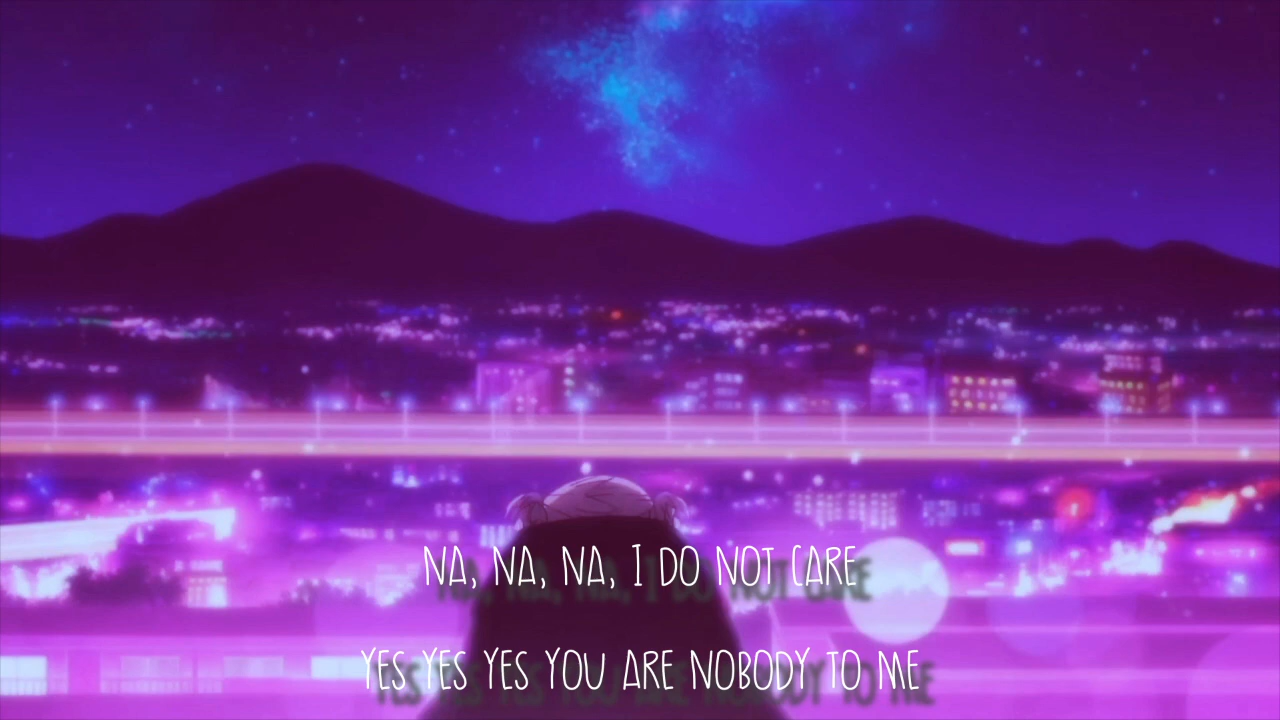 NA, NA, NA, I DO NOT CARE
YES YES YES YOU ARE NOBODY TO ME